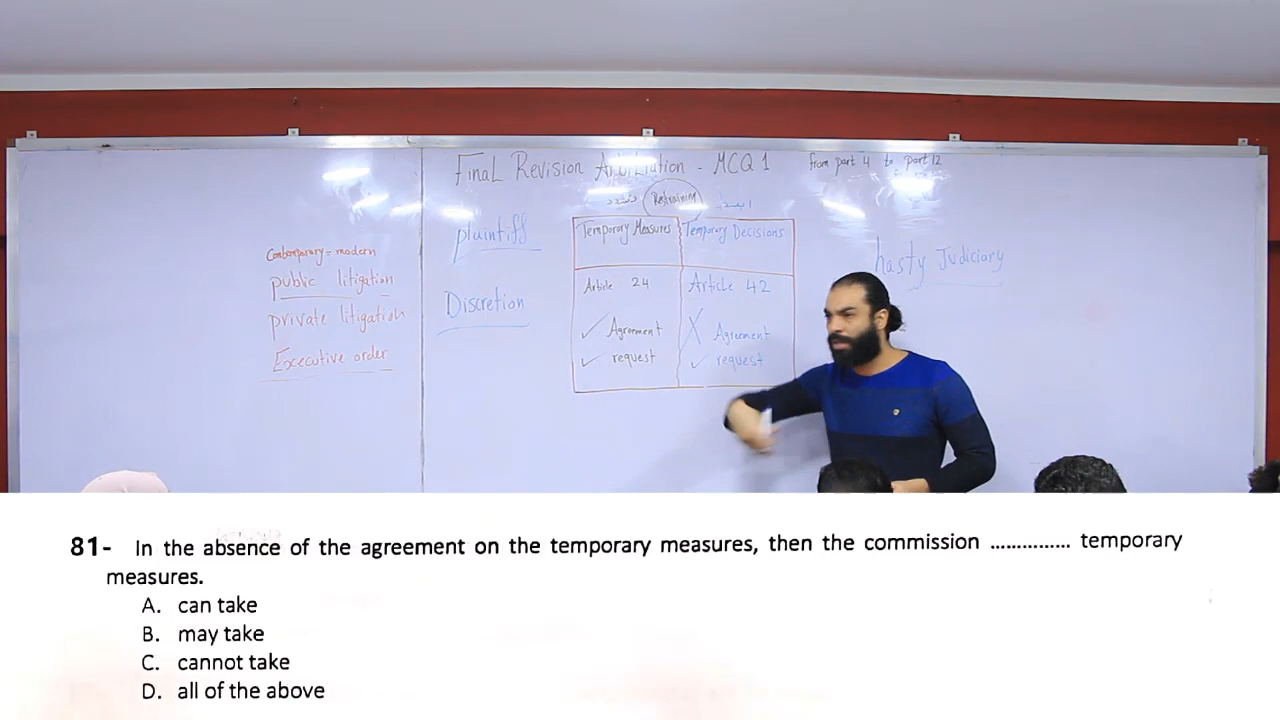 Final Revision Arbitration - MCQ 1
from part 4 to part 12
Restraining
Contemporary = modern
public litigation
private litigation
Executive order
plaintiff
Discretion
Temporary Measures
Temporary Decisions
Article 24
Article 42
✓ Agreement
X Agreement
✓ request
✓ request
hasty Judiciary
81- In the absence of the agreement on the temporary measures, then the commission ............... temporary
measures.
A. can take
B. may take
C. cannot take
D. all of the above